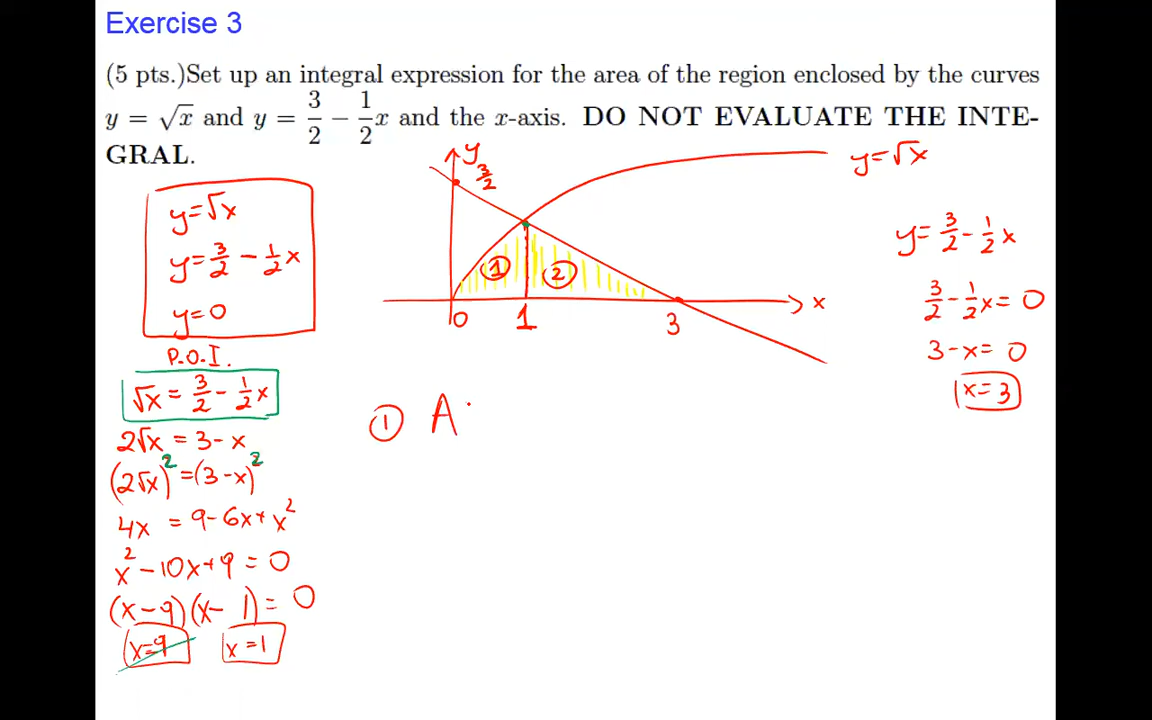 Exercise 3
(5 pts.)Set up an integral expression for the area of the region enclosed by the curves
y = √x and y = 3/2 − 1/2 x and the x-axis. DO NOT EVALUATE THE INTE-
GRAL.
y=√x
y=3/2 − 1/2 x
y=0
P.O.I.
√x = 3/2 − 1/2 x
2√x = 3 − x
(2√x)² = (3−x)²
4x = 9 − 6x + x²
x² − 10x + 9 = 0
(x − 9)(x − 1) = 0
x=9 x=1
y
3/2
① ②
0 1 3 x
① A
y=√x
y = 3/2 − 1/2 x
3/2 − 1/2 x = 0
3 − x = 0
x = 3